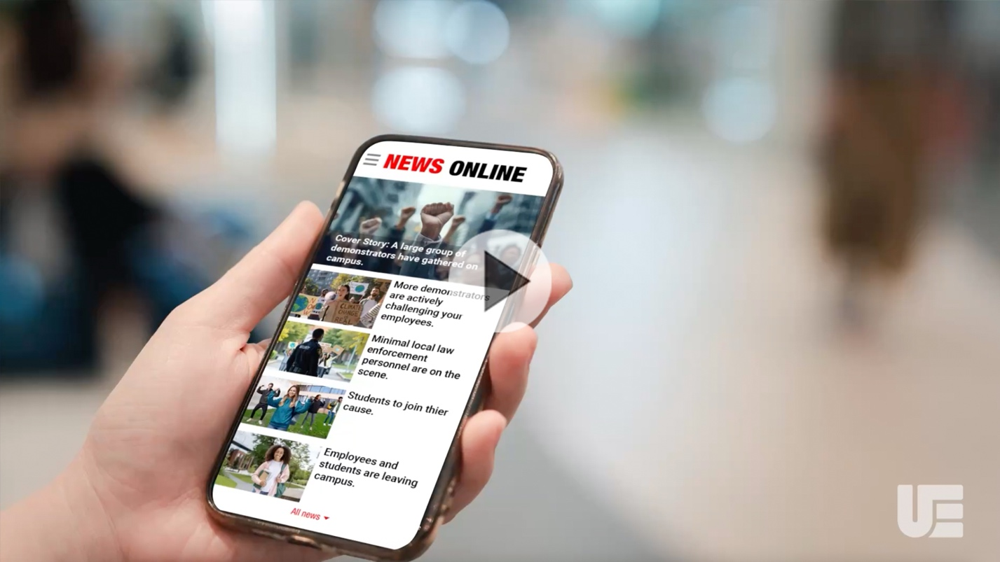 NEWS ONLINE
Cover Story: A large group of
demonstrators have gathered on
campus.
More demonstrators
are actively
challenging your
employees.
CLIMATE
CHANGE
IS REAL
Minimal local law
enforcement
personnel are on the
scene.
Students to join thier
cause.
Employees and
students are leaving
campus.
All news
UE